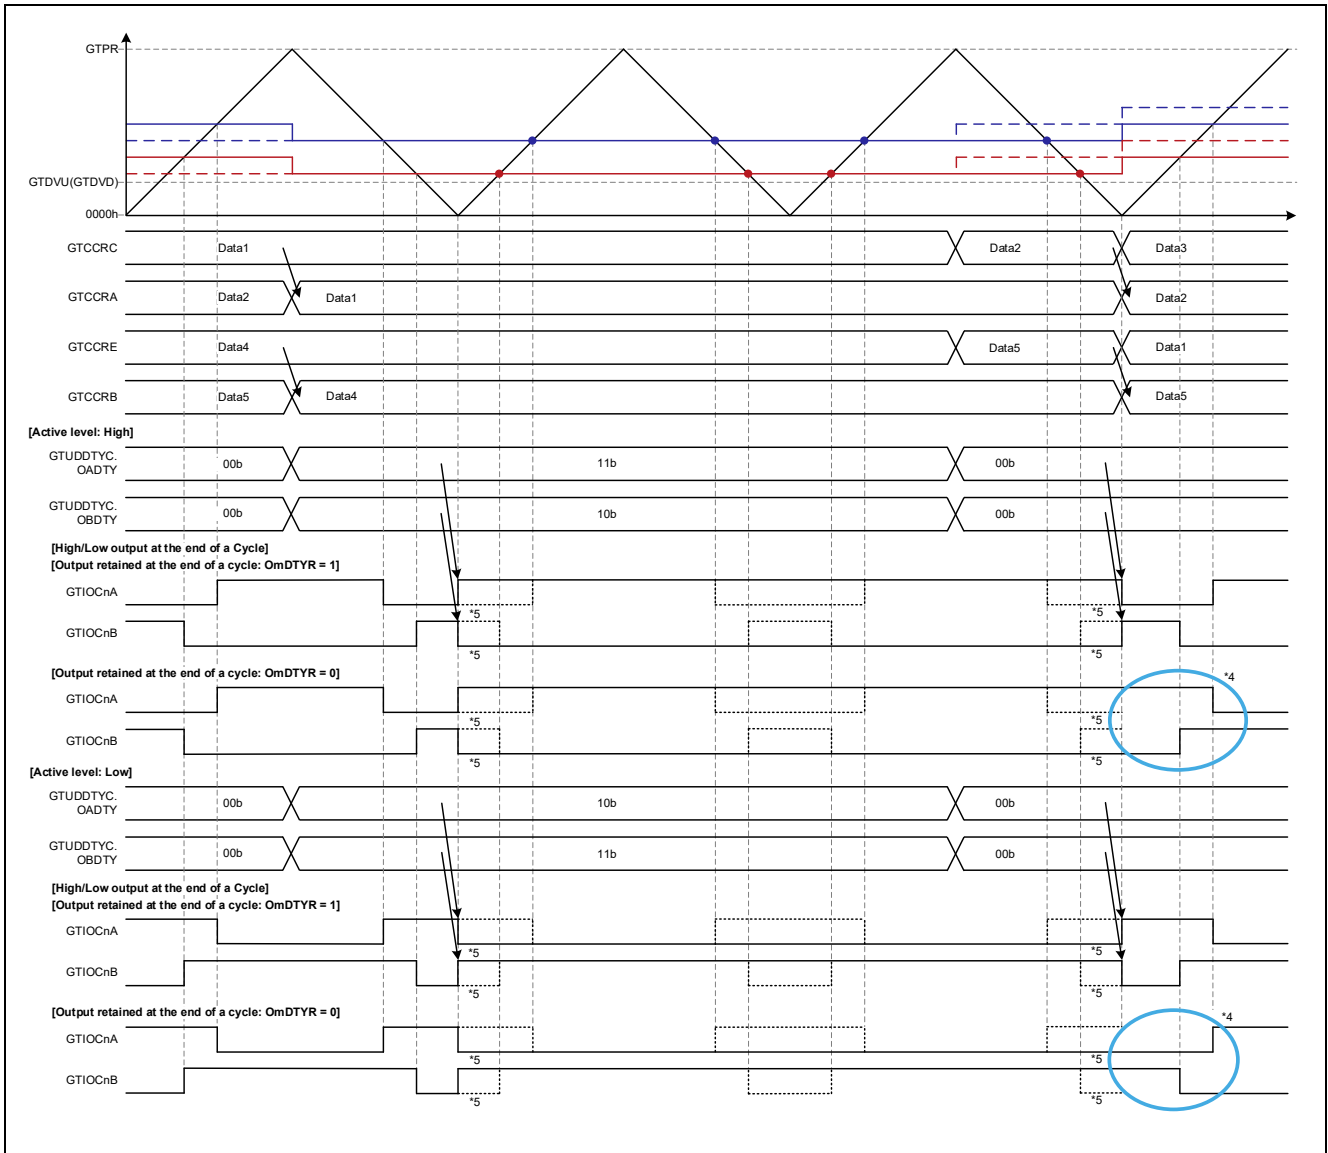 GTPR
GTDVU(GTDVD)
0000h
GTCCRC
Data1
Data2
Data3
GTCCRA
Data2
Data1
Data2
GTCCRE
Data4
Data5
Data1
GTCCRB
Data5
Data4
Data5
[Active level: High]
GTUDDTYC.
OADTY
00b
11b
00b
GTUDDTYC.
OBDTY
00b
10b
00b
[High/Low output at the end of a Cycle]
[Output retained at the end of a cycle: OmDTYR = 1]
GTIOCnA
*5
*5
GTIOCnB
*5
*5
[Output retained at the end of a cycle: OmDTYR = 0]
*4
GTIOCnA
*5
*5
GTIOCnB
*5
*5
[Active level: Low]
GTUDDTYC.
OADTY
00b
10b
00b
GTUDDTYC.
OBDTY
00b
11b
00b
[High/Low output at the end of a Cycle]
[Output retained at the end of a cycle: OmDTYR = 1]
GTIOCnA
*5
*5
GTIOCnB
*5
*5
[Output retained at the end of a cycle: OmDTYR = 0]
*4
GTIOCnA
*5
*5
GTIOCnB
*5
*5